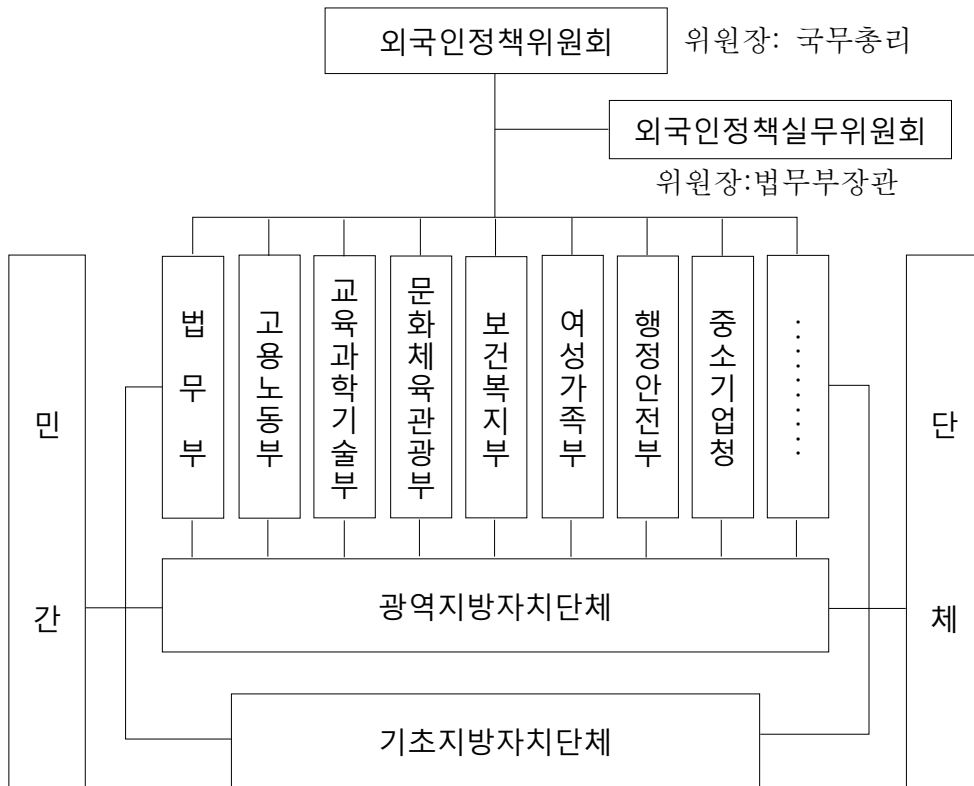 외국인정책위원회
위원장: 국무총리
외국인정책실무위원회
위원장:법무부장관
법무부
고용노동부
교육과학기술부
문화체육관광부
보건복지부
여성가족부
행정안전부
중소기업청
………
민간
단체
광역지방자치단체
기초지방자치단체